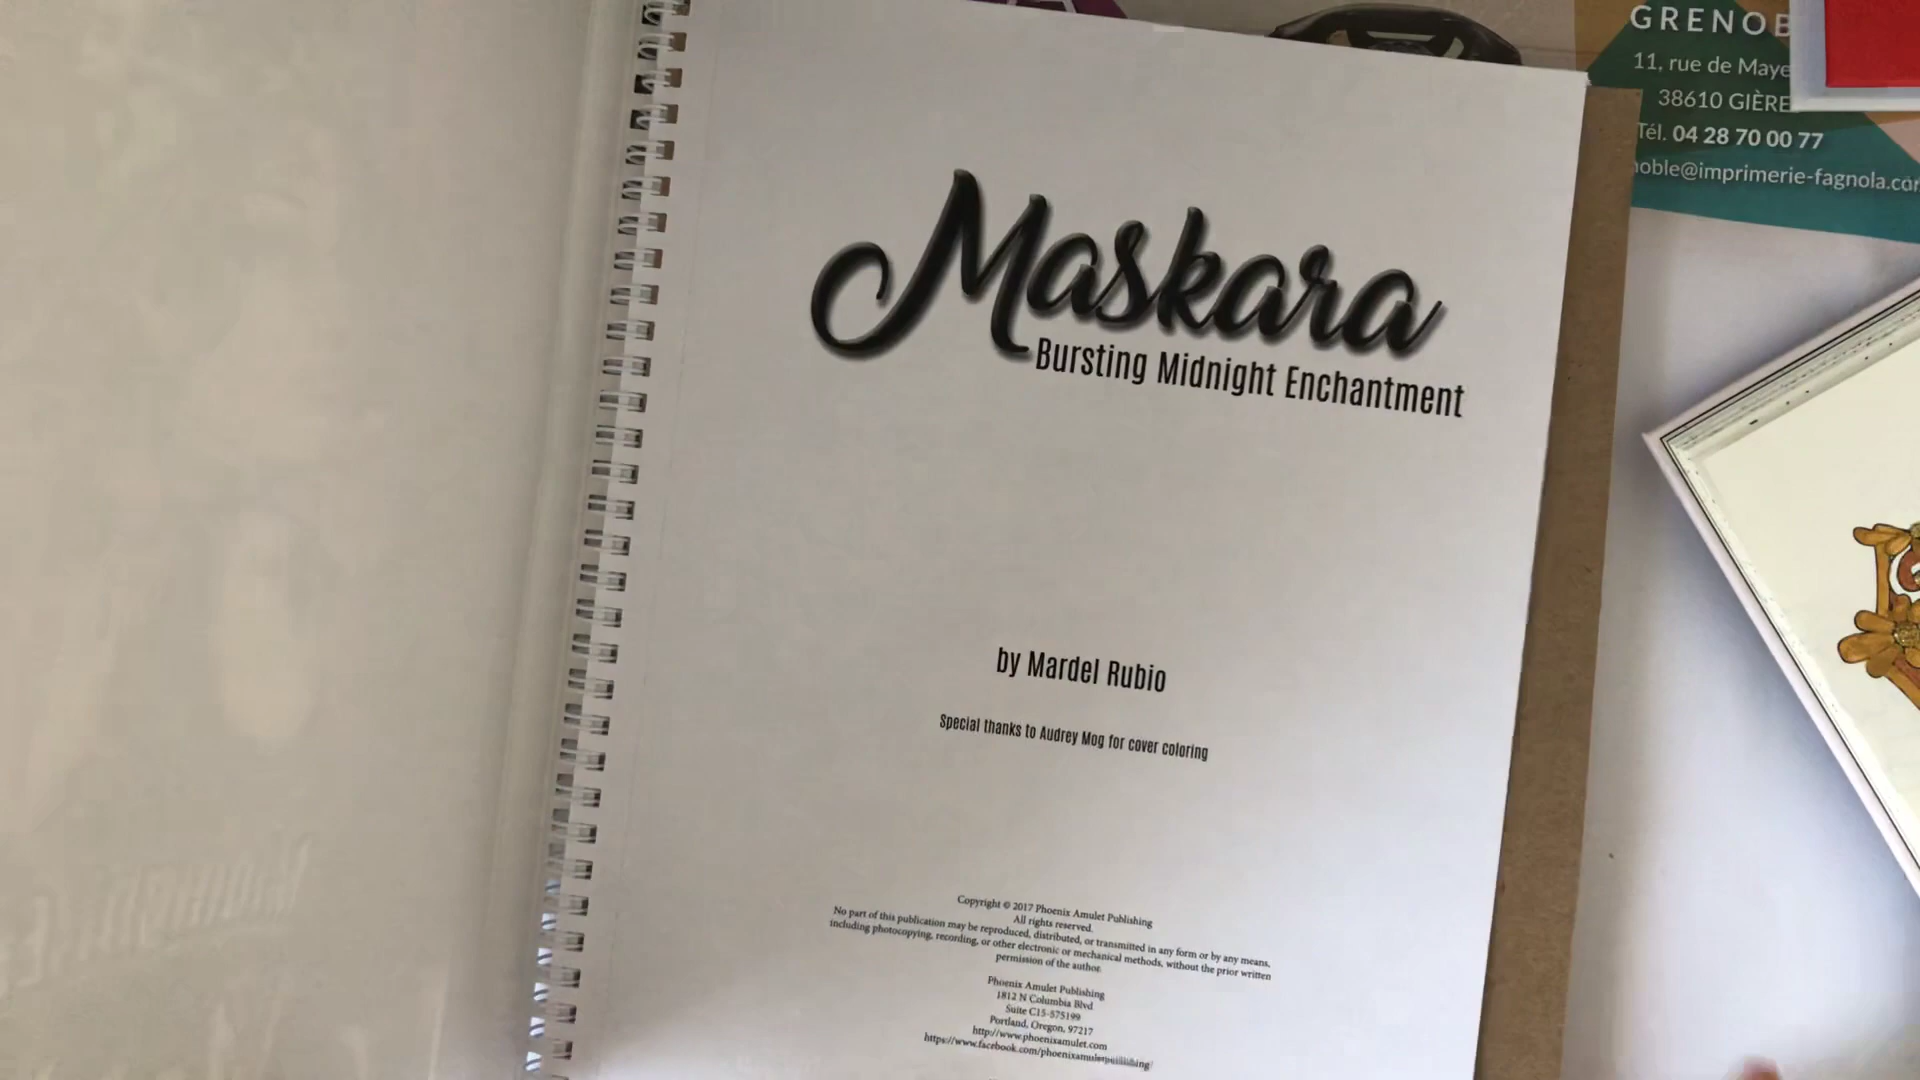 Maskara
Bursting Midnight Enchantment
by Mardel Rubio
Special thanks to Audrey Mog for cover coloring
Copyright © 2017 Phoenix Amulet Publishing
All rights reserved.
No part of this publication may be reproduced, distributed, or transmitted in any form or by any means,
including photocopying, recording, or other electronic or mechanical methods, without the prior written
permission of the author.
Phoenix Amulet Publishing
1812 N Columbia Blvd
Suite C15-575199
Portland, Oregon, 97217
http://www.phoenixamulet.com
https://www.facebook.com/phoenixamuletpublishing/
GRENOB
11, rue de Maye
38610 GIÈRE
Tél. 04 28 70 00 77
noble@imprimerie-fagnola.com